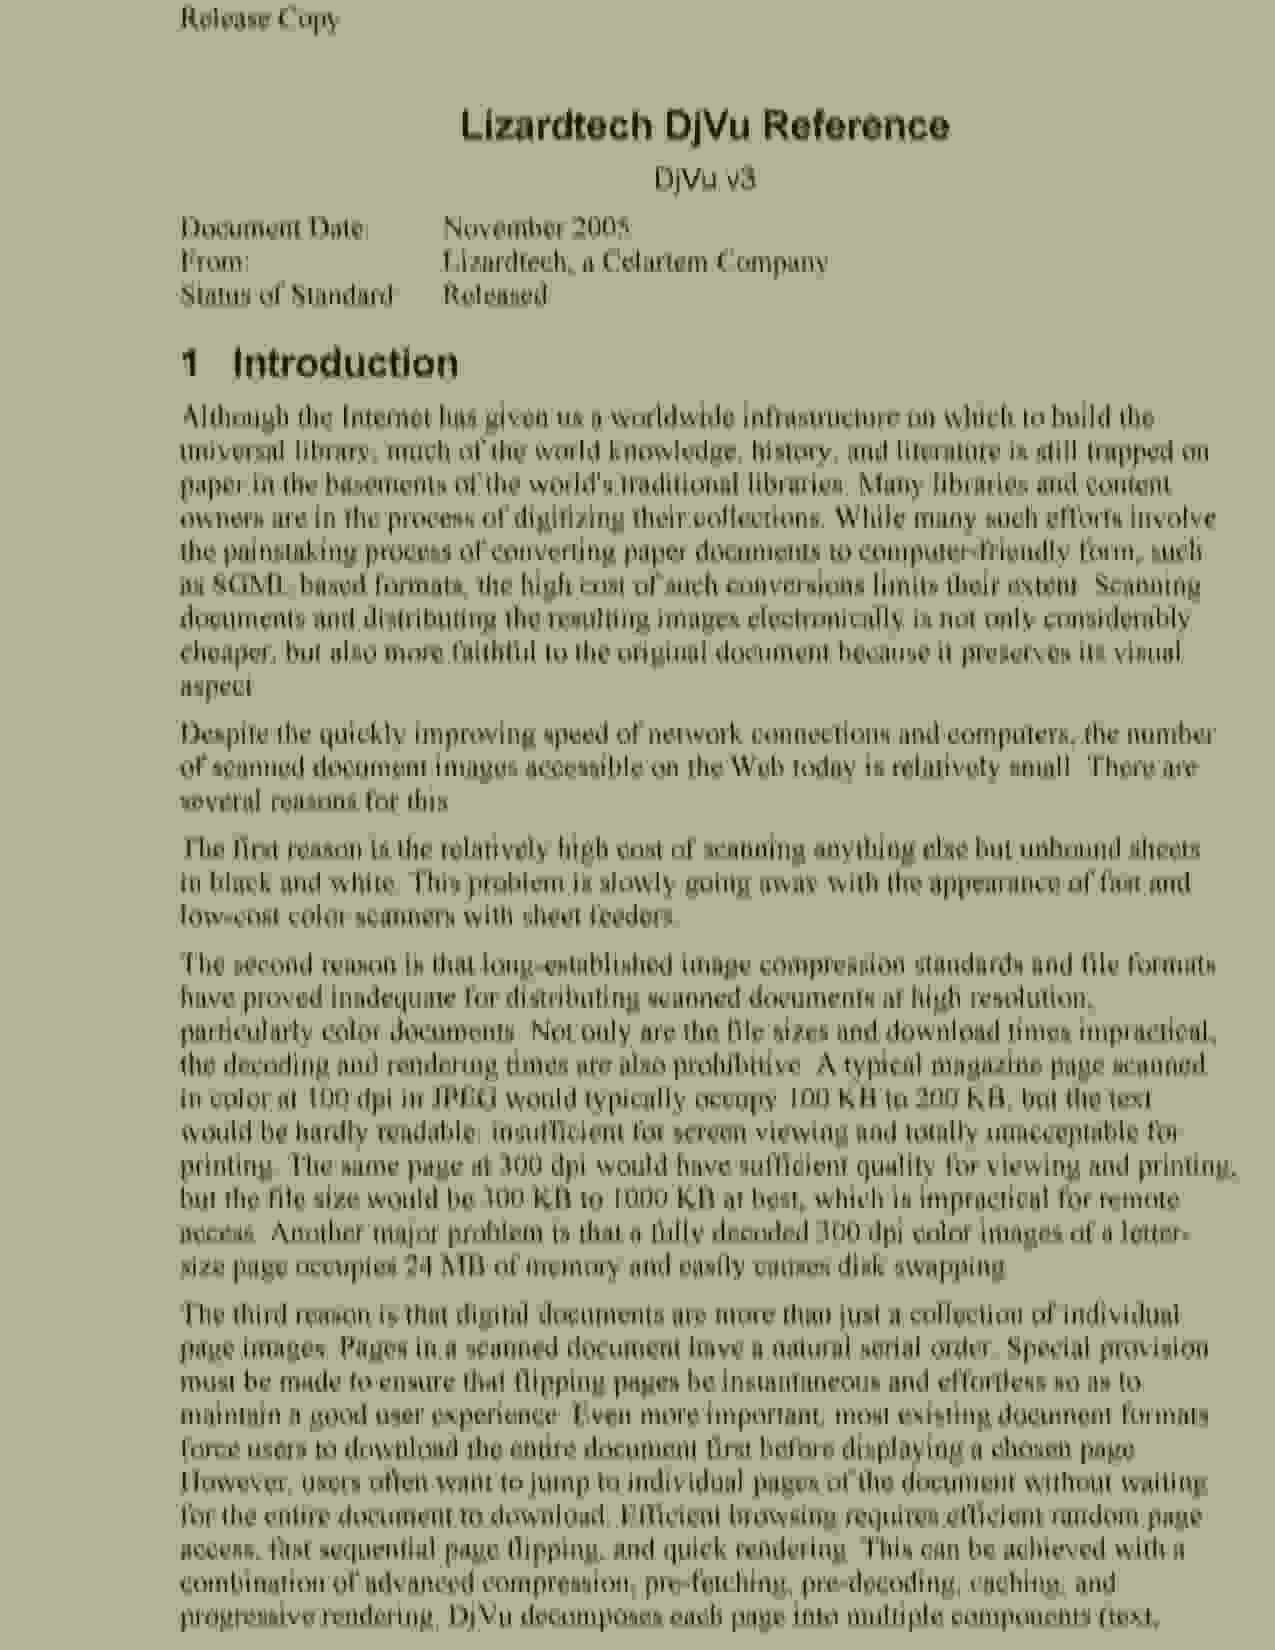 Release Copy
Lizardtech DjVu Reference
DjVu v3
Document Date: November 2005
From: Lizardtech, a Celartem Company
Status of Standard: Released
1 Introduction
Although the Internet has given us a worldwide infrastructure on which to build the
universal library, much of the world knowledge, history, and literature is still trapped on
paper in the basements of the world's traditional libraries. Many libraries and content
owners are in the process of digitizing their collections. While many such efforts involve
the painstaking process of converting paper documents to computer-friendly form, such
as SGML based formats, the high cost of such conversions limits their extent. Scanning
documents and distributing the resulting images electronically is not only considerably
cheaper, but also more faithful to the original document because it preserves its visual
aspect.
Despite the quickly improving speed of network connections and computers, the number
of scanned document images accessible on the Web today is relatively small. There are
several reasons for this.
The first reason is the relatively high cost of scanning anything else but unbound sheets
in black and white. This problem is slowly going away with the appearance of fast and
low-cost color scanners with sheet feeders.
The second reason is that long-established image compression standards and file formats
have proved inadequate for distributing scanned documents at high resolution,
particularly color documents. Not only are the file sizes and download times impractical,
the decoding and rendering times are also prohibitive. A typical magazine page scanned
in color at 100 dpi in JPEG would typically occupy 100 KB to 200 KB, but the text
would be hardly readable: insufficient for screen viewing and totally unacceptable for
printing. The same page at 300 dpi would have sufficient quality for viewing and printing,
but the file size would be 300 KB to 1000 KB at best, which is impractical for remote
access. Another major problem is that a fully decoded 300 dpi color images of a letter-
size page occupies 24 MB of memory and easily causes disk swapping.
The third reason is that digital documents are more than just a collection of individual
page images. Pages in a scanned document have a natural serial order. Special provision
must be made to ensure that flipping pages be instantaneous and effortless so as to
maintain a good user experience. Even more important, most existing document formats
force users to download the entire document first before displaying a chosen page.
However, users often want to jump to individual pages of the document without waiting
for the entire document to download. Efficient browsing requires efficient random page
access, fast sequential page flipping, and quick rendering. This can be achieved with a
combination of advanced compression, pre-fetching, pre-decoding, caching, and
progressive rendering. DjVu decomposes each page into multiple components (text,